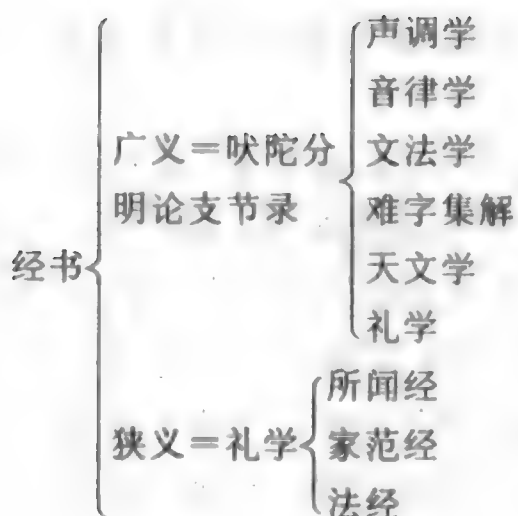 声调学
音律学
广义＝吠陀分
文法学
明论支节录
难字集解
经书
天文学
礼学
所闻经
狭义＝礼学
家范经
法经